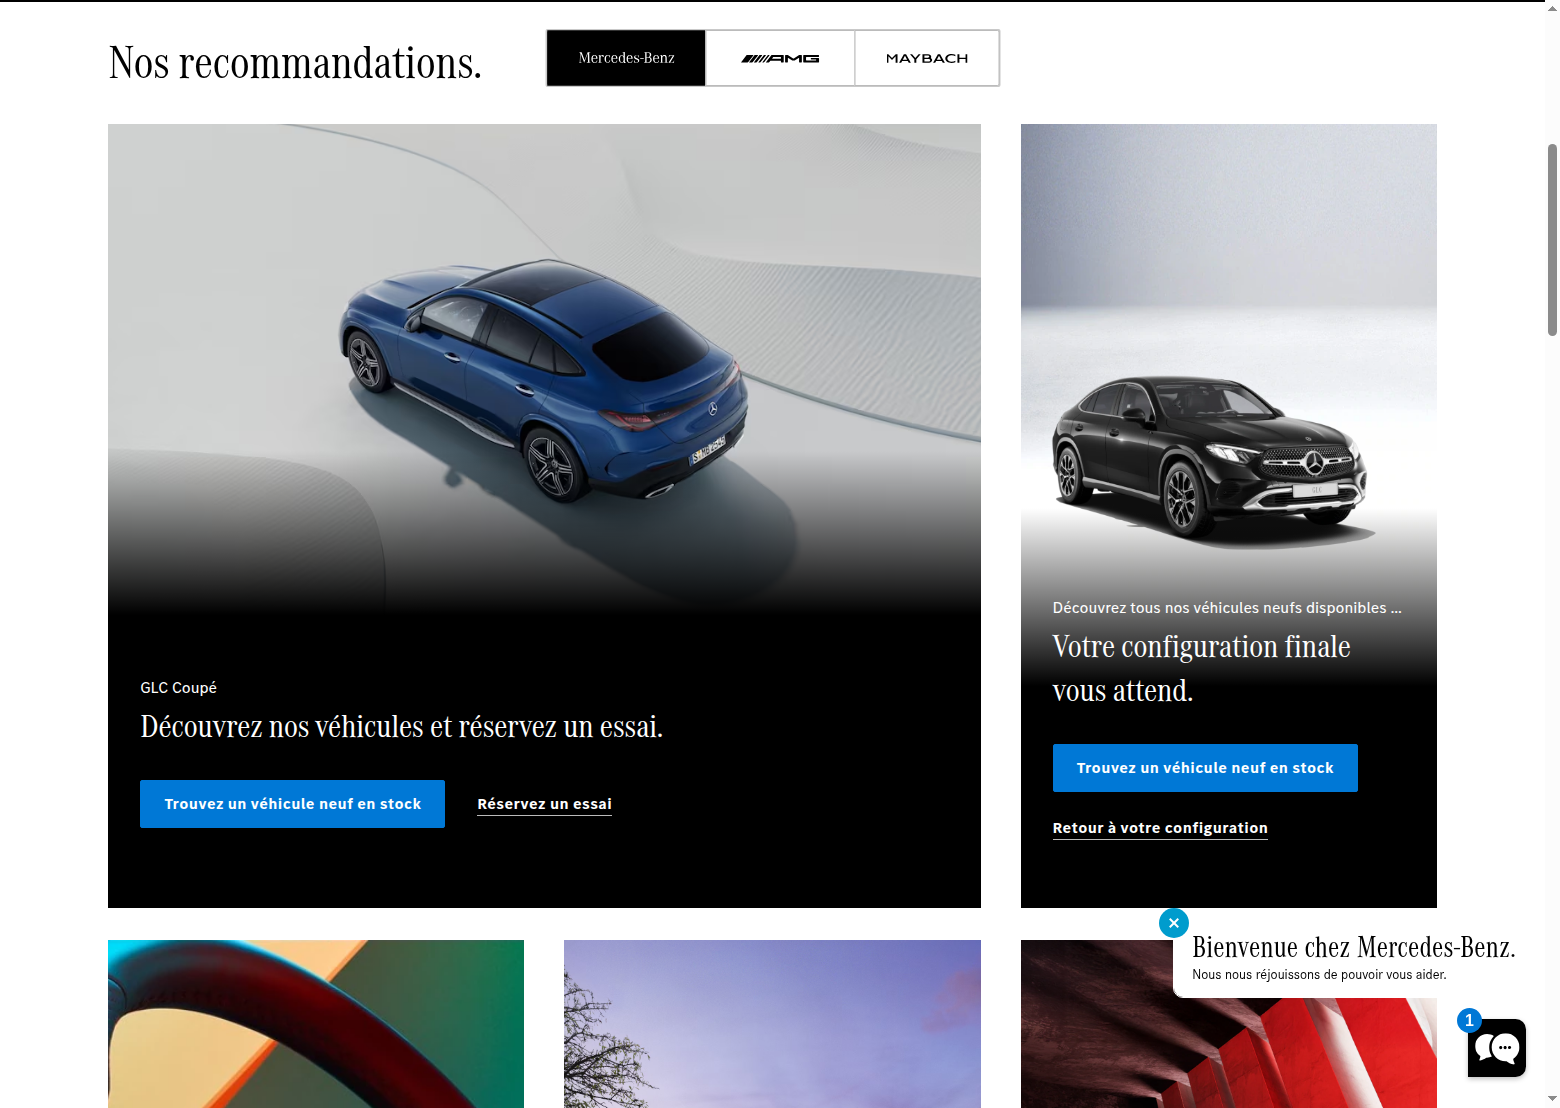 Nos recommandations.
Mercedes-Benz
AMG
MAYBACH
GLC Coupé
Découvrez nos véhicules et réservez un essai.
Trouvez un véhicule neuf en stock
Réservez un essai
Découvrez tous nos véhicules neufs disponibles ...
Votre configuration finale
vous attend.
Trouvez un véhicule neuf en stock
Retour à votre configuration
Bienvenue chez Mercedes-Benz.
Nous nous réjouissons de pouvoir vous aider.
1